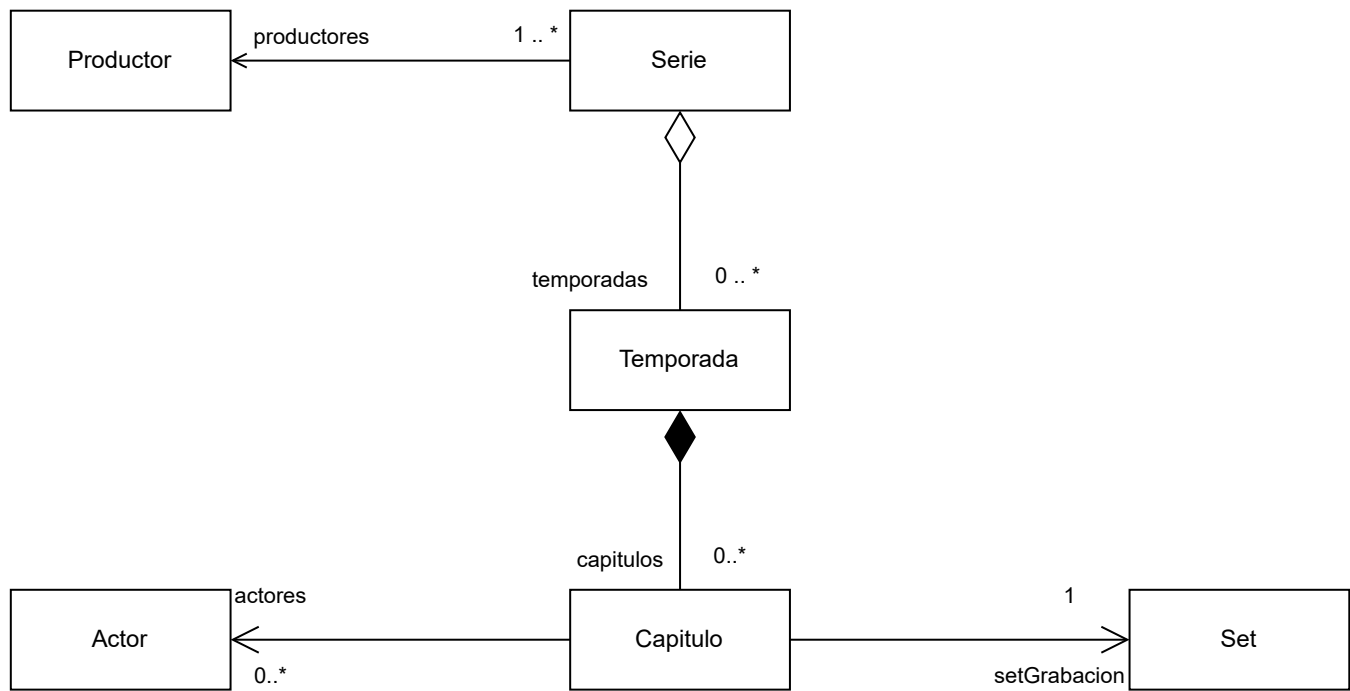 Productor
productores
1 .. *
Serie
temporadas
0 .. *
Temporada
capitulos
0..*
Actor
actores
0..*
Capitulo
1
setGrabacion
Set